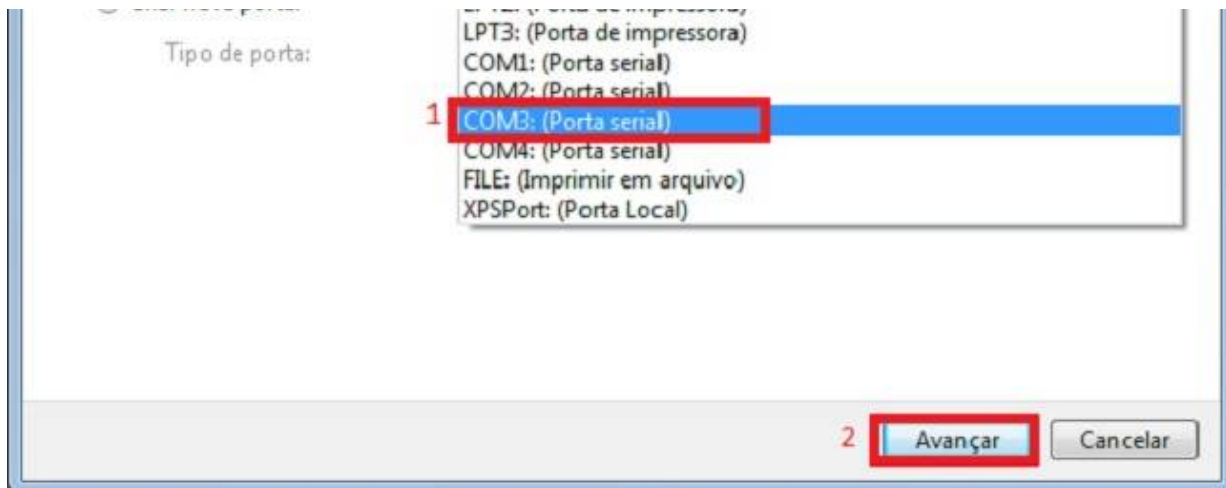 LPT3: (Porta de impressora)
Tipo de porta:
COM1: (Porta serial)
COM2: (Porta serial)
1 COM3: (Porta serial)
COM4: (Porta serial)
FILE: (Imprimir em arquivo)
XPSPort: (Porta Local)
2 Avançar Cancelar